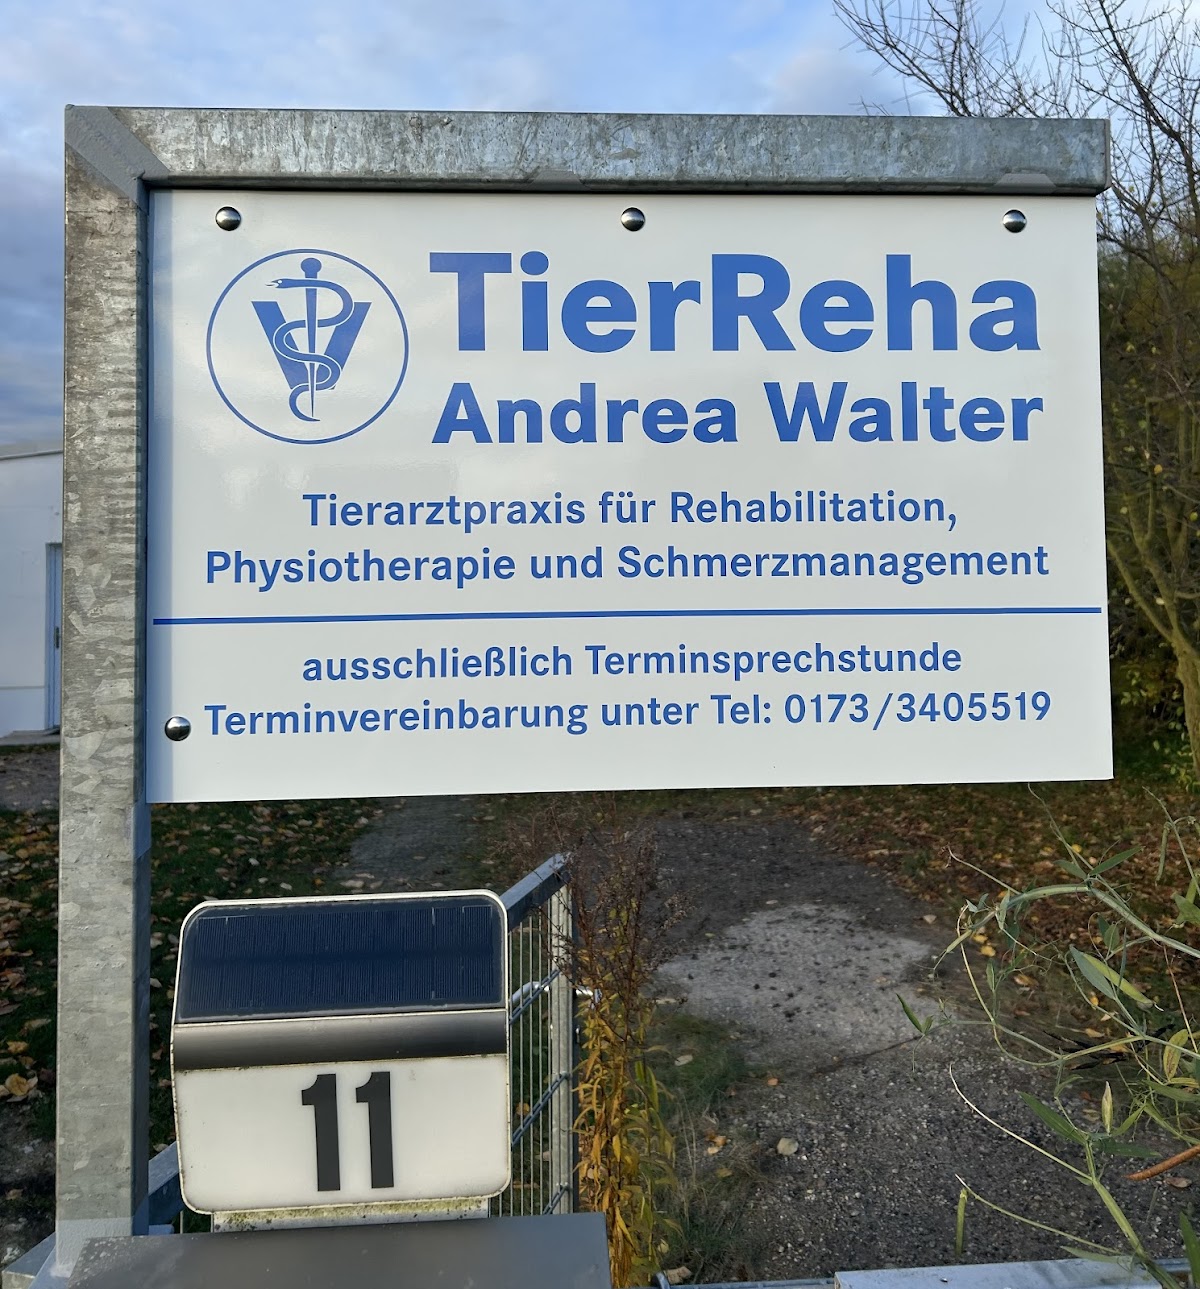 V
TierReha
Andrea Walter
Tierarztpraxis für Rehabilitation,
Physiotherapie und Schmerzmanagement
ausschließlich Terminsprechstunde
Terminvereinbarung unter Tel: 0173/3405519
11